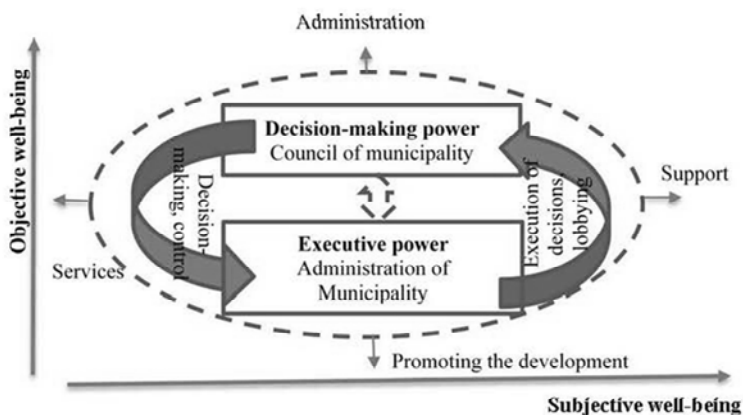 Administration
Objective well-being
Decision-making power
Council of municipality
Decision-
making, control
Execution of
decisions,
lobbying
Support
Services
Executive power
Administration of
Municipality
Promoting the development
Subjective well-being